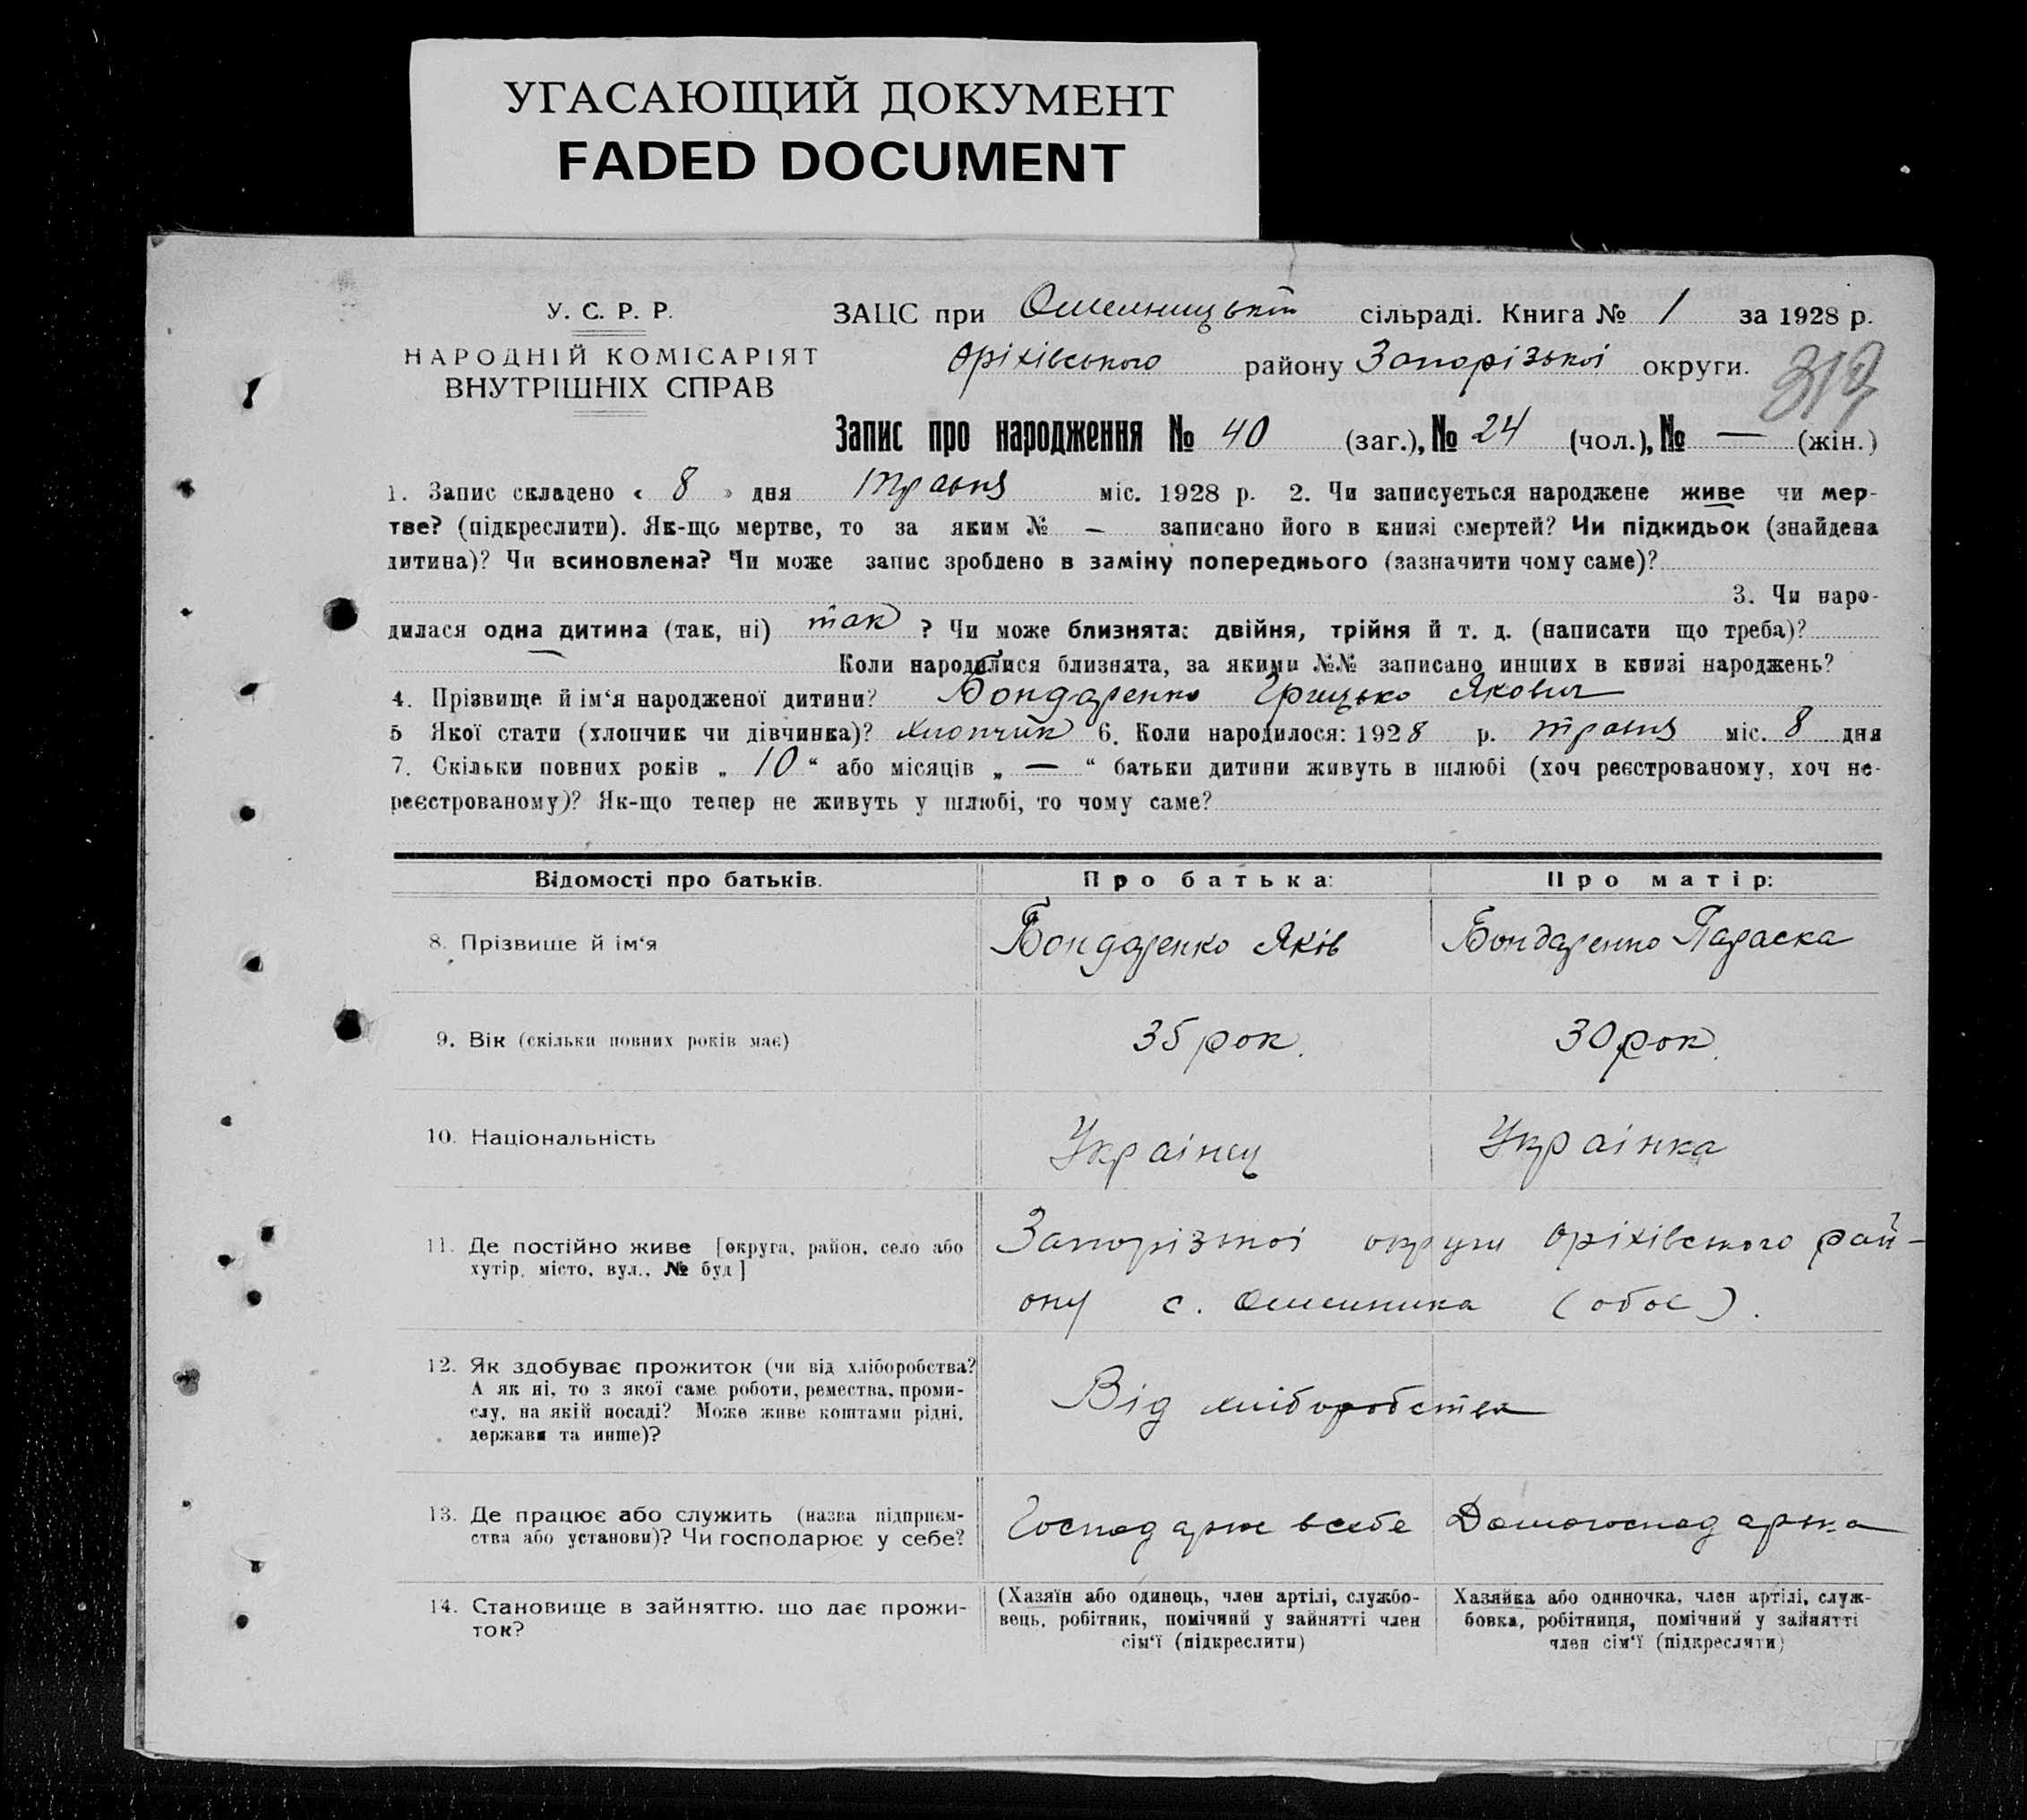 УГАСАЮЩИЙ ДОКУМЕНТ
FADED DOCUMENT
У. С. Р. Р.
НАРОДНІЙ КОМІСАРІЯТ
ВНУТРІШНІХ СПРАВ
ЗАЦС при Омельницькій сільраді. Книга № 1 за 1928 р.
Оріхівського району Запорізької округи.
319
Запис про народження № 40 (заг.), № 24 (чол.), № — (жін.)
1. Запис складено « 8 » дня травня міс. 1928 р. 2. Чи записується народжене живе чи мер-
тве? (підкреслити). Як-що мертве, то за яким № — записано його в книзі смертей? Чи підкидьок (знайдена
дитина)? Чи всиновлена? Чи може запис зроблено в заміну попереднього (зазначити чому саме)?
3. Чи наро-
дилася одна дитина (так, ні) так ? Чи може близнята: двійня, трійня й т. д. (написати що треба)?
Коли народилися близнята, за якими №№ записано инших в книзі народжень?
4. Прізвище й ім‘я народженої дитини? Бондаренко Грицько Якович
5 Якої стати (хлопчик чи дівчинка)? хлопчик 6. Коли народилося: 1928 р. травня міс. 8 дня
7. Скільки повних років „ 10 “ або місяців „ — “ батьки дитини живуть в шлюбі (хоч реєстрованому, хоч не-
реєстрованому)? Як-що тепер не живуть у шлюбі, то чому саме?
Відомості про батьків. Про батька: Про матір:
8. Прізвище й ім‘я Бондаренко Яків Бондаренко Параска
9. Вік (скільки повних років має) 35 рок. 30 рок.
10. Національність Украінец Украінка
11. Де постійно живе [округа, район, село або
хутір, місто, вул., № буд]
Запорізької округи Оріхівського рай-
ону с. Омельника (обоє).
12. Як здобуває прожиток (чи від хліборобства?
А як ні, то з якої саме роботи, ремества, проми-
слу, на якій посаді? Може живе коштами рідні,
держави та инше)?
Від хліборобства
13. Де працює або служить (назва підприєм-
ства або установи)? Чи господарює у себе?
Господарює в себе Домогосподарка
14. Становище в зайняттю, що дає прожи-
ток?
(Хазяїн або одинець, член артілі, службо-
вець, робітник, помічний у зайнятті член
сім‘ї (підкреслити)
Хазяйка або одиночка, член артілі, служ-
бовка, робітниця, помічний у зайнятті
член сім‘ї (підкреслити)